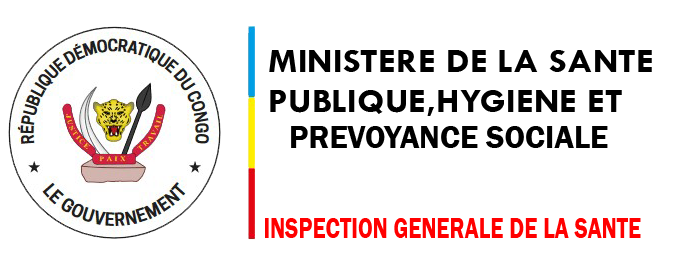 RÉPUBLIQUE DÉMOCRATIQUE DU CONGO
JUSTICE PAIX TRAVAIL
LE GOUVERNEMENT
MINISTERE DE LA SANTE
PUBLIQUE,HYGIENE ET
PREVOYANCE SOCIALE
INSPECTION GENERALE DE LA SANTE